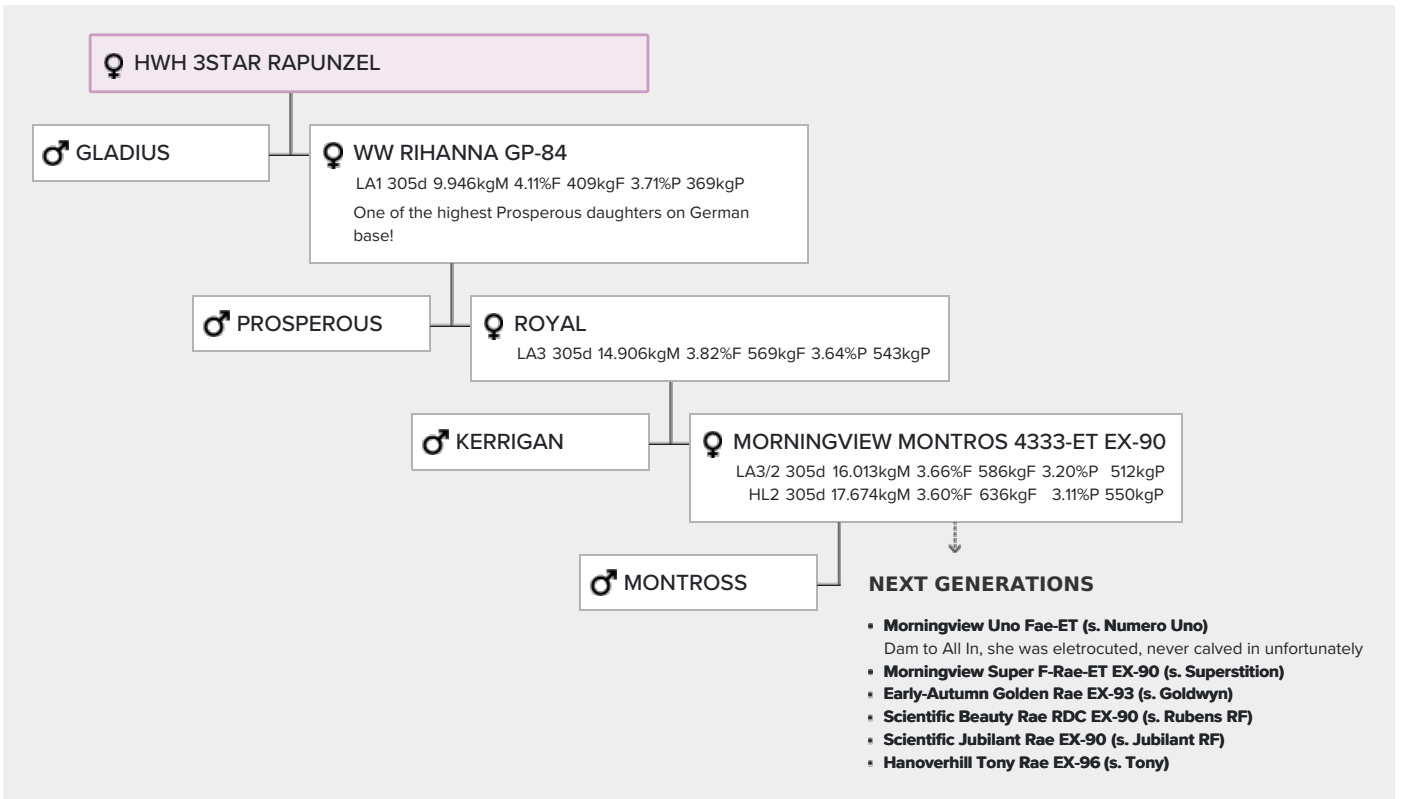 HWH 3STAR RAPUNZEL
GLADIUS
WW RIHANNA GP-84
LA1 305d 9.946kgM 4.11%F 409kgF 3.71%P 369kgP
One of the highest Prosperous daughters on German
base!
PROSPEROUS
ROYAL
LA3 305d 14.906kgM 3.82%F 569kgF 3.64%P 543kgP
KERRIGAN
MORNINGVIEW MONTROS 4333-ET EX-90
LA3/2 305d 16.013kgM 3.66%F 586kgF 3.20%P 512kgP
HL2 305d 17.674kgM 3.60%F 636kgF 3.11%P 550kgP
MONTROSS
NEXT GENERATIONS
• Morningview Uno Fae-ET (s. Numero Uno)
Dam to All In, she was eletrocuted, never calved in unfortunately
• Morningview Super F-Rae-ET EX-90 (s. Superstition)
• Early-Autumn Golden Rae EX-93 (s. Goldwyn)
• Scientific Beauty Rae RDC EX-90 (s. Rubens RF)
• Scientific Jubilant Rae EX-90 (s. Jubilant RF)
• Hanoverhill Tony Rae EX-96 (s. Tony)